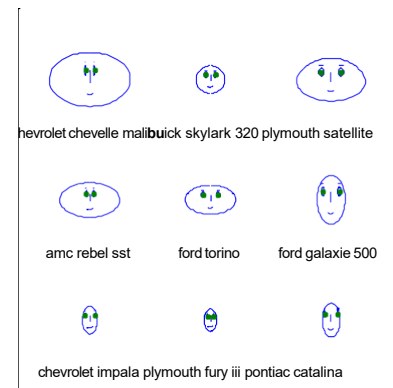 hevrolet chevelle malibuick skylark 320 plymouth satellite
amc rebel sst ford torino ford galaxie 500
chevrolet impala plymouth fury iii pontiac catalina